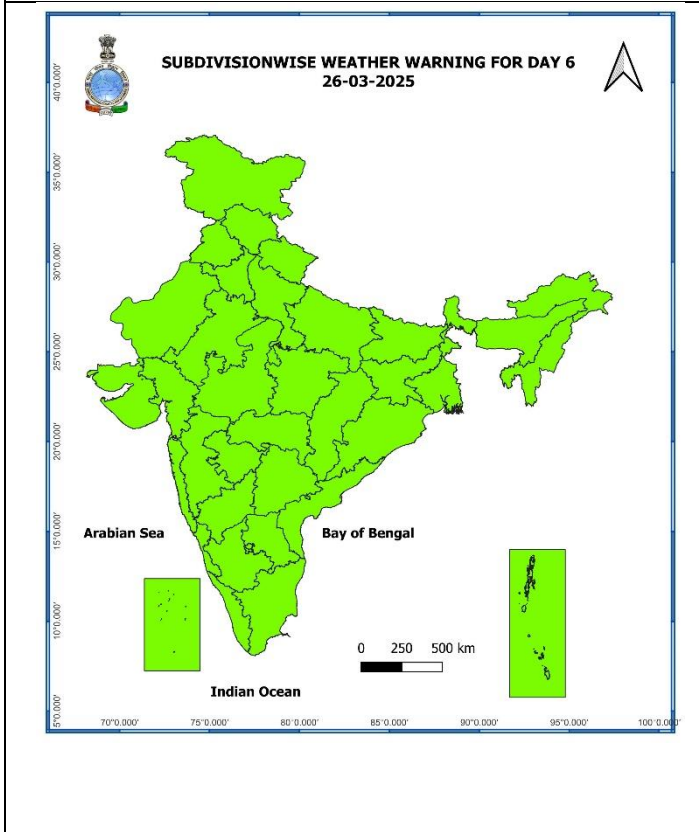 SUBDIVISIONWISE WEATHER WARNING FOR DAY 6
26-03-2025
40°0.000'
35°0.000'
30°0.000'
25°0.000'
20°0.000'
15°0.000'
10°0.000'
5°0.000'
Arabian Sea
Bay of Bengal
0 250 500 km
Indian Ocean
70°0.000' 75°0.000' 80°0.000' 85°0.000' 90°0.000' 95°0.000' 100°0.000'